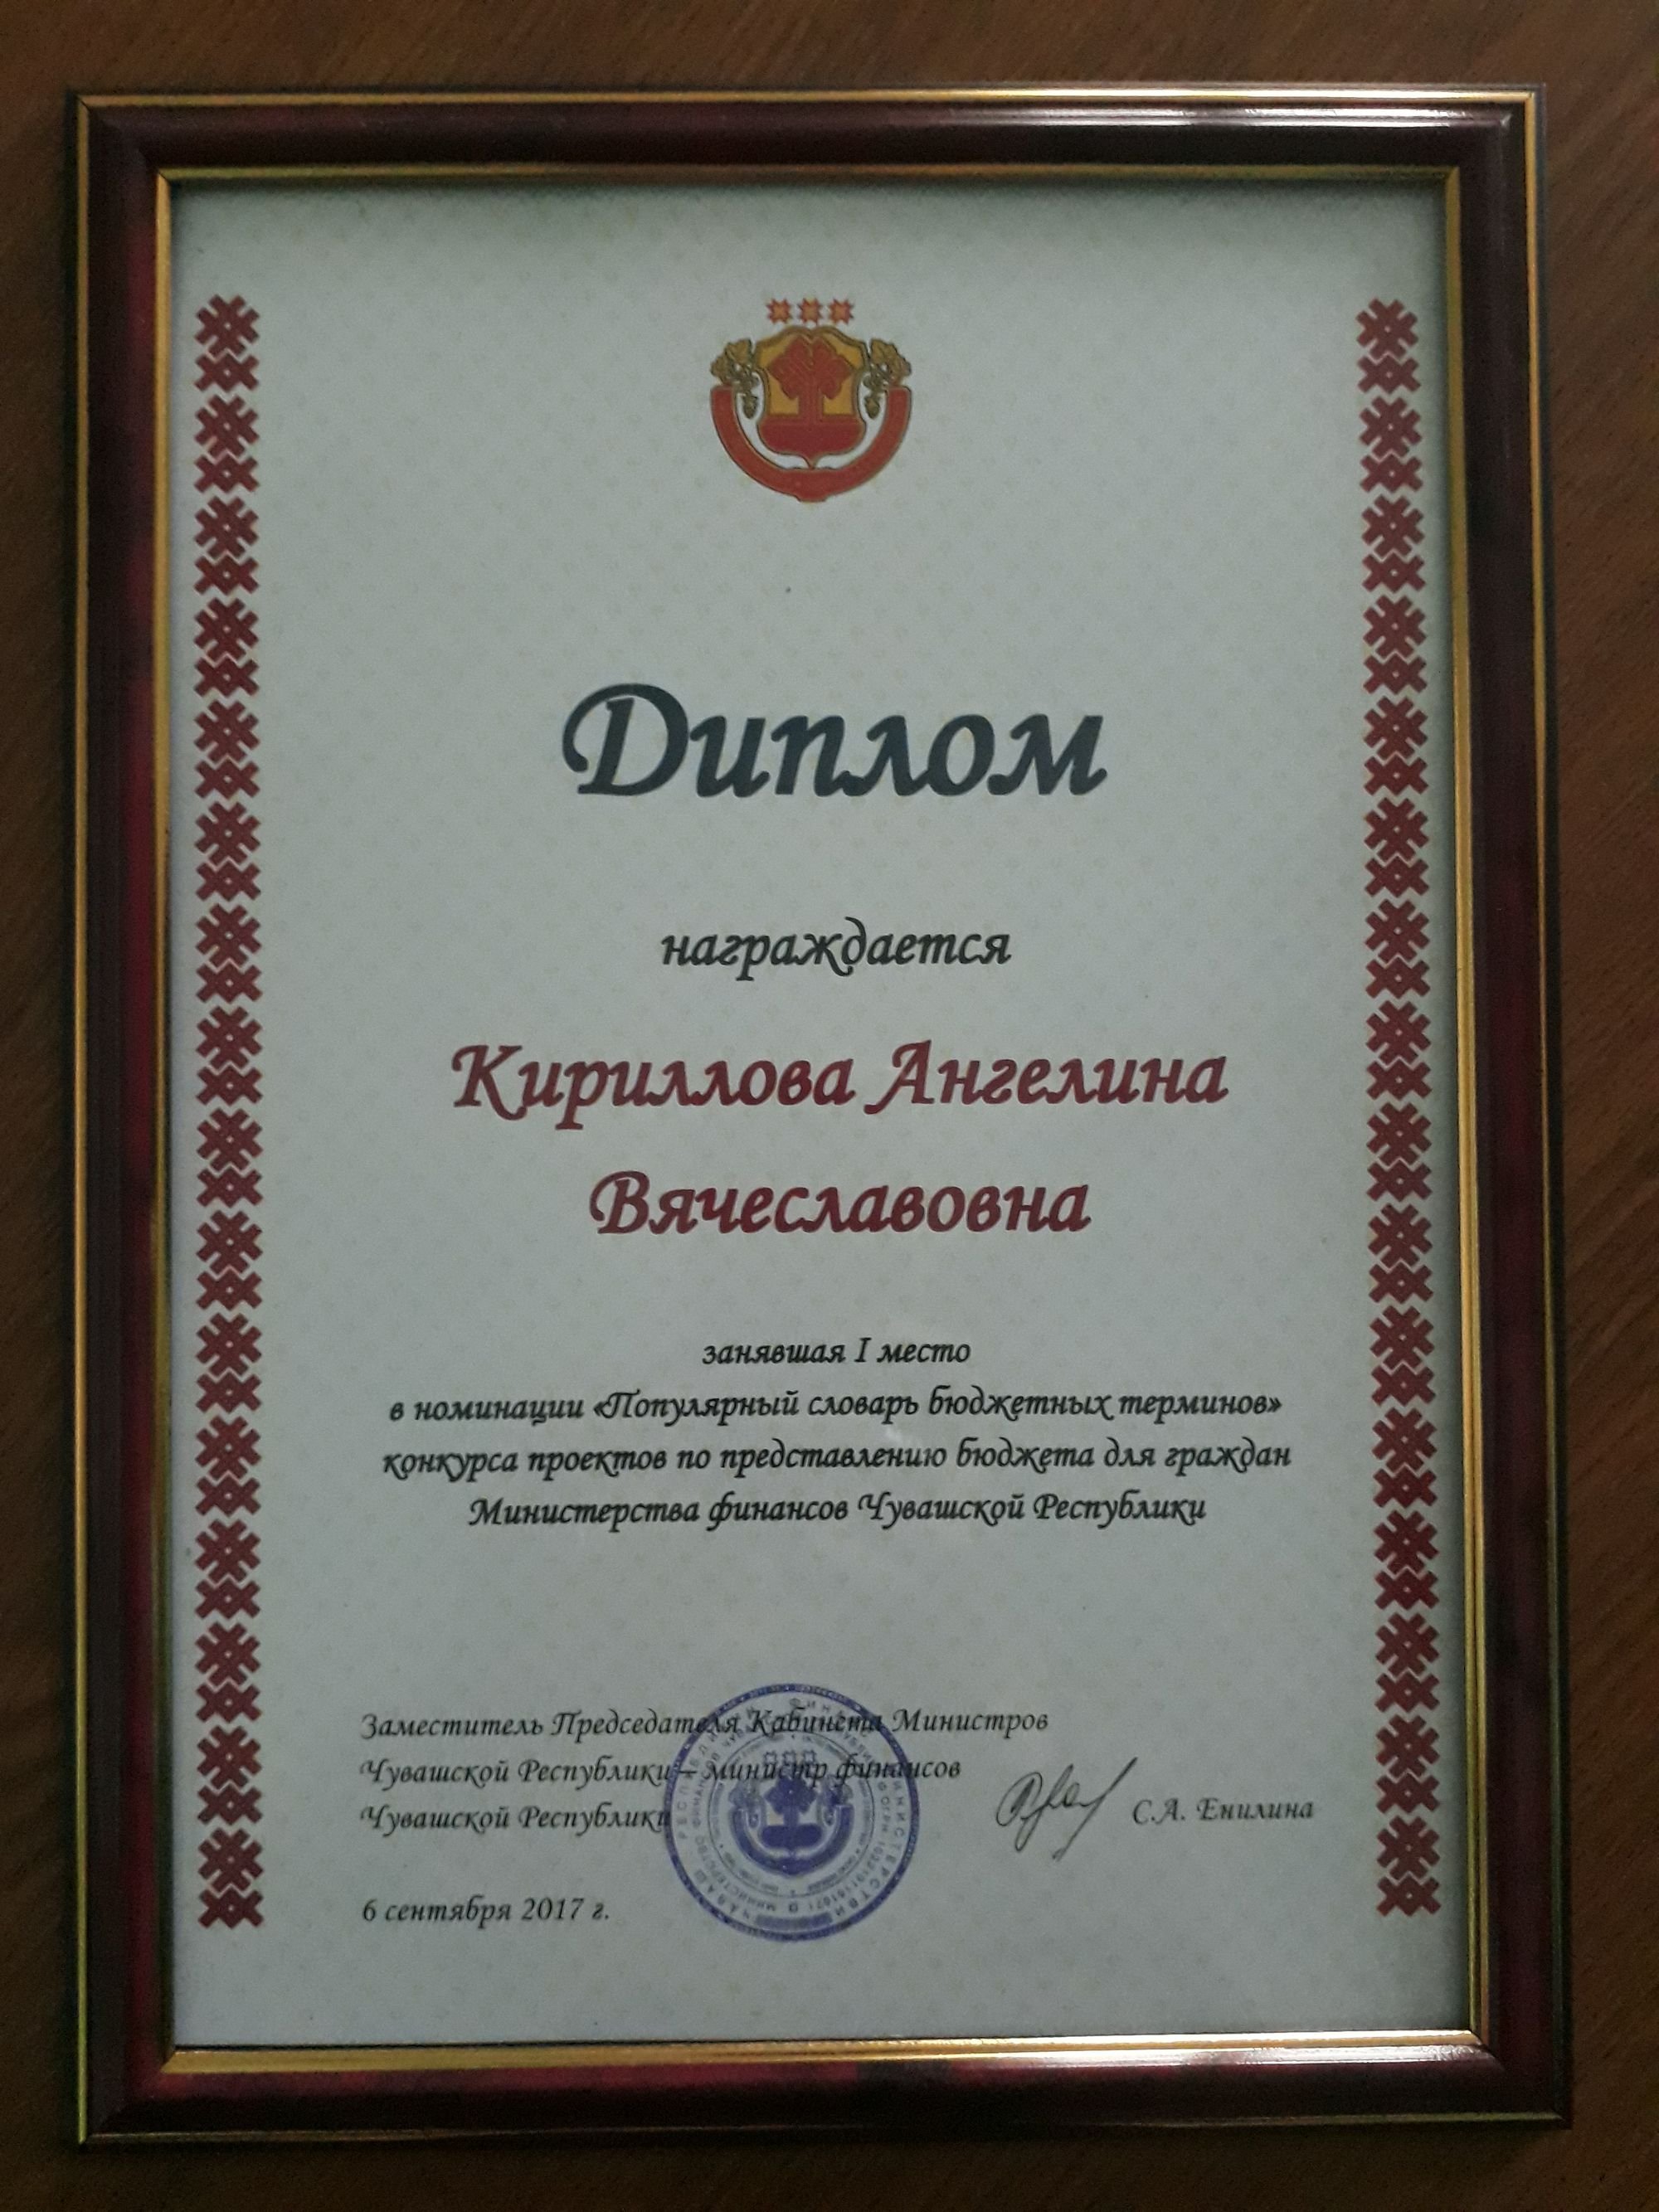 Диплом
награждается
Кириллова Ангелина
Вячеславовна
занявшая I место
в номинации «Популярный словарь бюджетных терминов»
конкурса проектов по представлению бюджета для граждан
Министерства финансов Чувашской Республики
Заместитель Председателя Кабинета Министров
Чувашской Республики – министр финансов
Чувашской Республики
С.А. Енилина
6 сентября 2017 г.